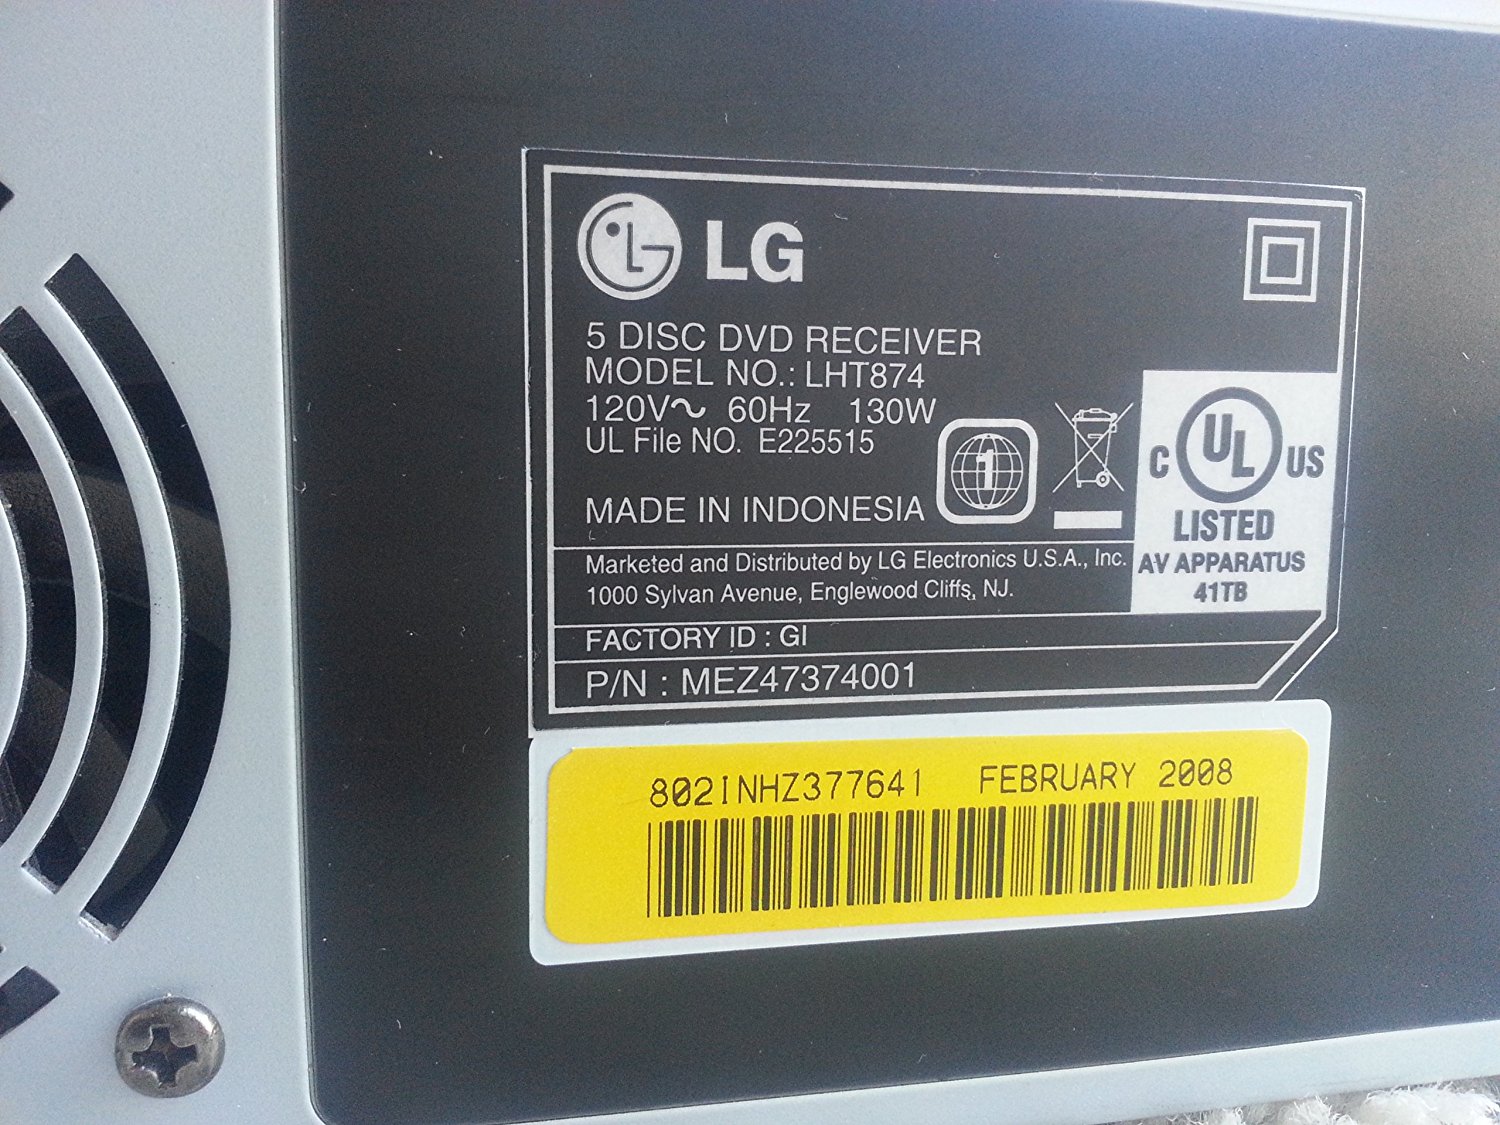 LG
5 DISC DVD RECEIVER
MODEL NO.: LHT874
120V~ 60Hz 130W
UL File NO. E225515
1
MADE IN INDONESIA
C UL US
LISTED
AV APPARATUS
41TB
Marketed and Distributed by LG Electronics U.S.A., Inc.
1000 Sylvan Avenue, Englewood Cliffs, NJ.
FACTORY ID : GI
P/N : MEZ47374001
802INHZ377641 FEBRUARY 2008